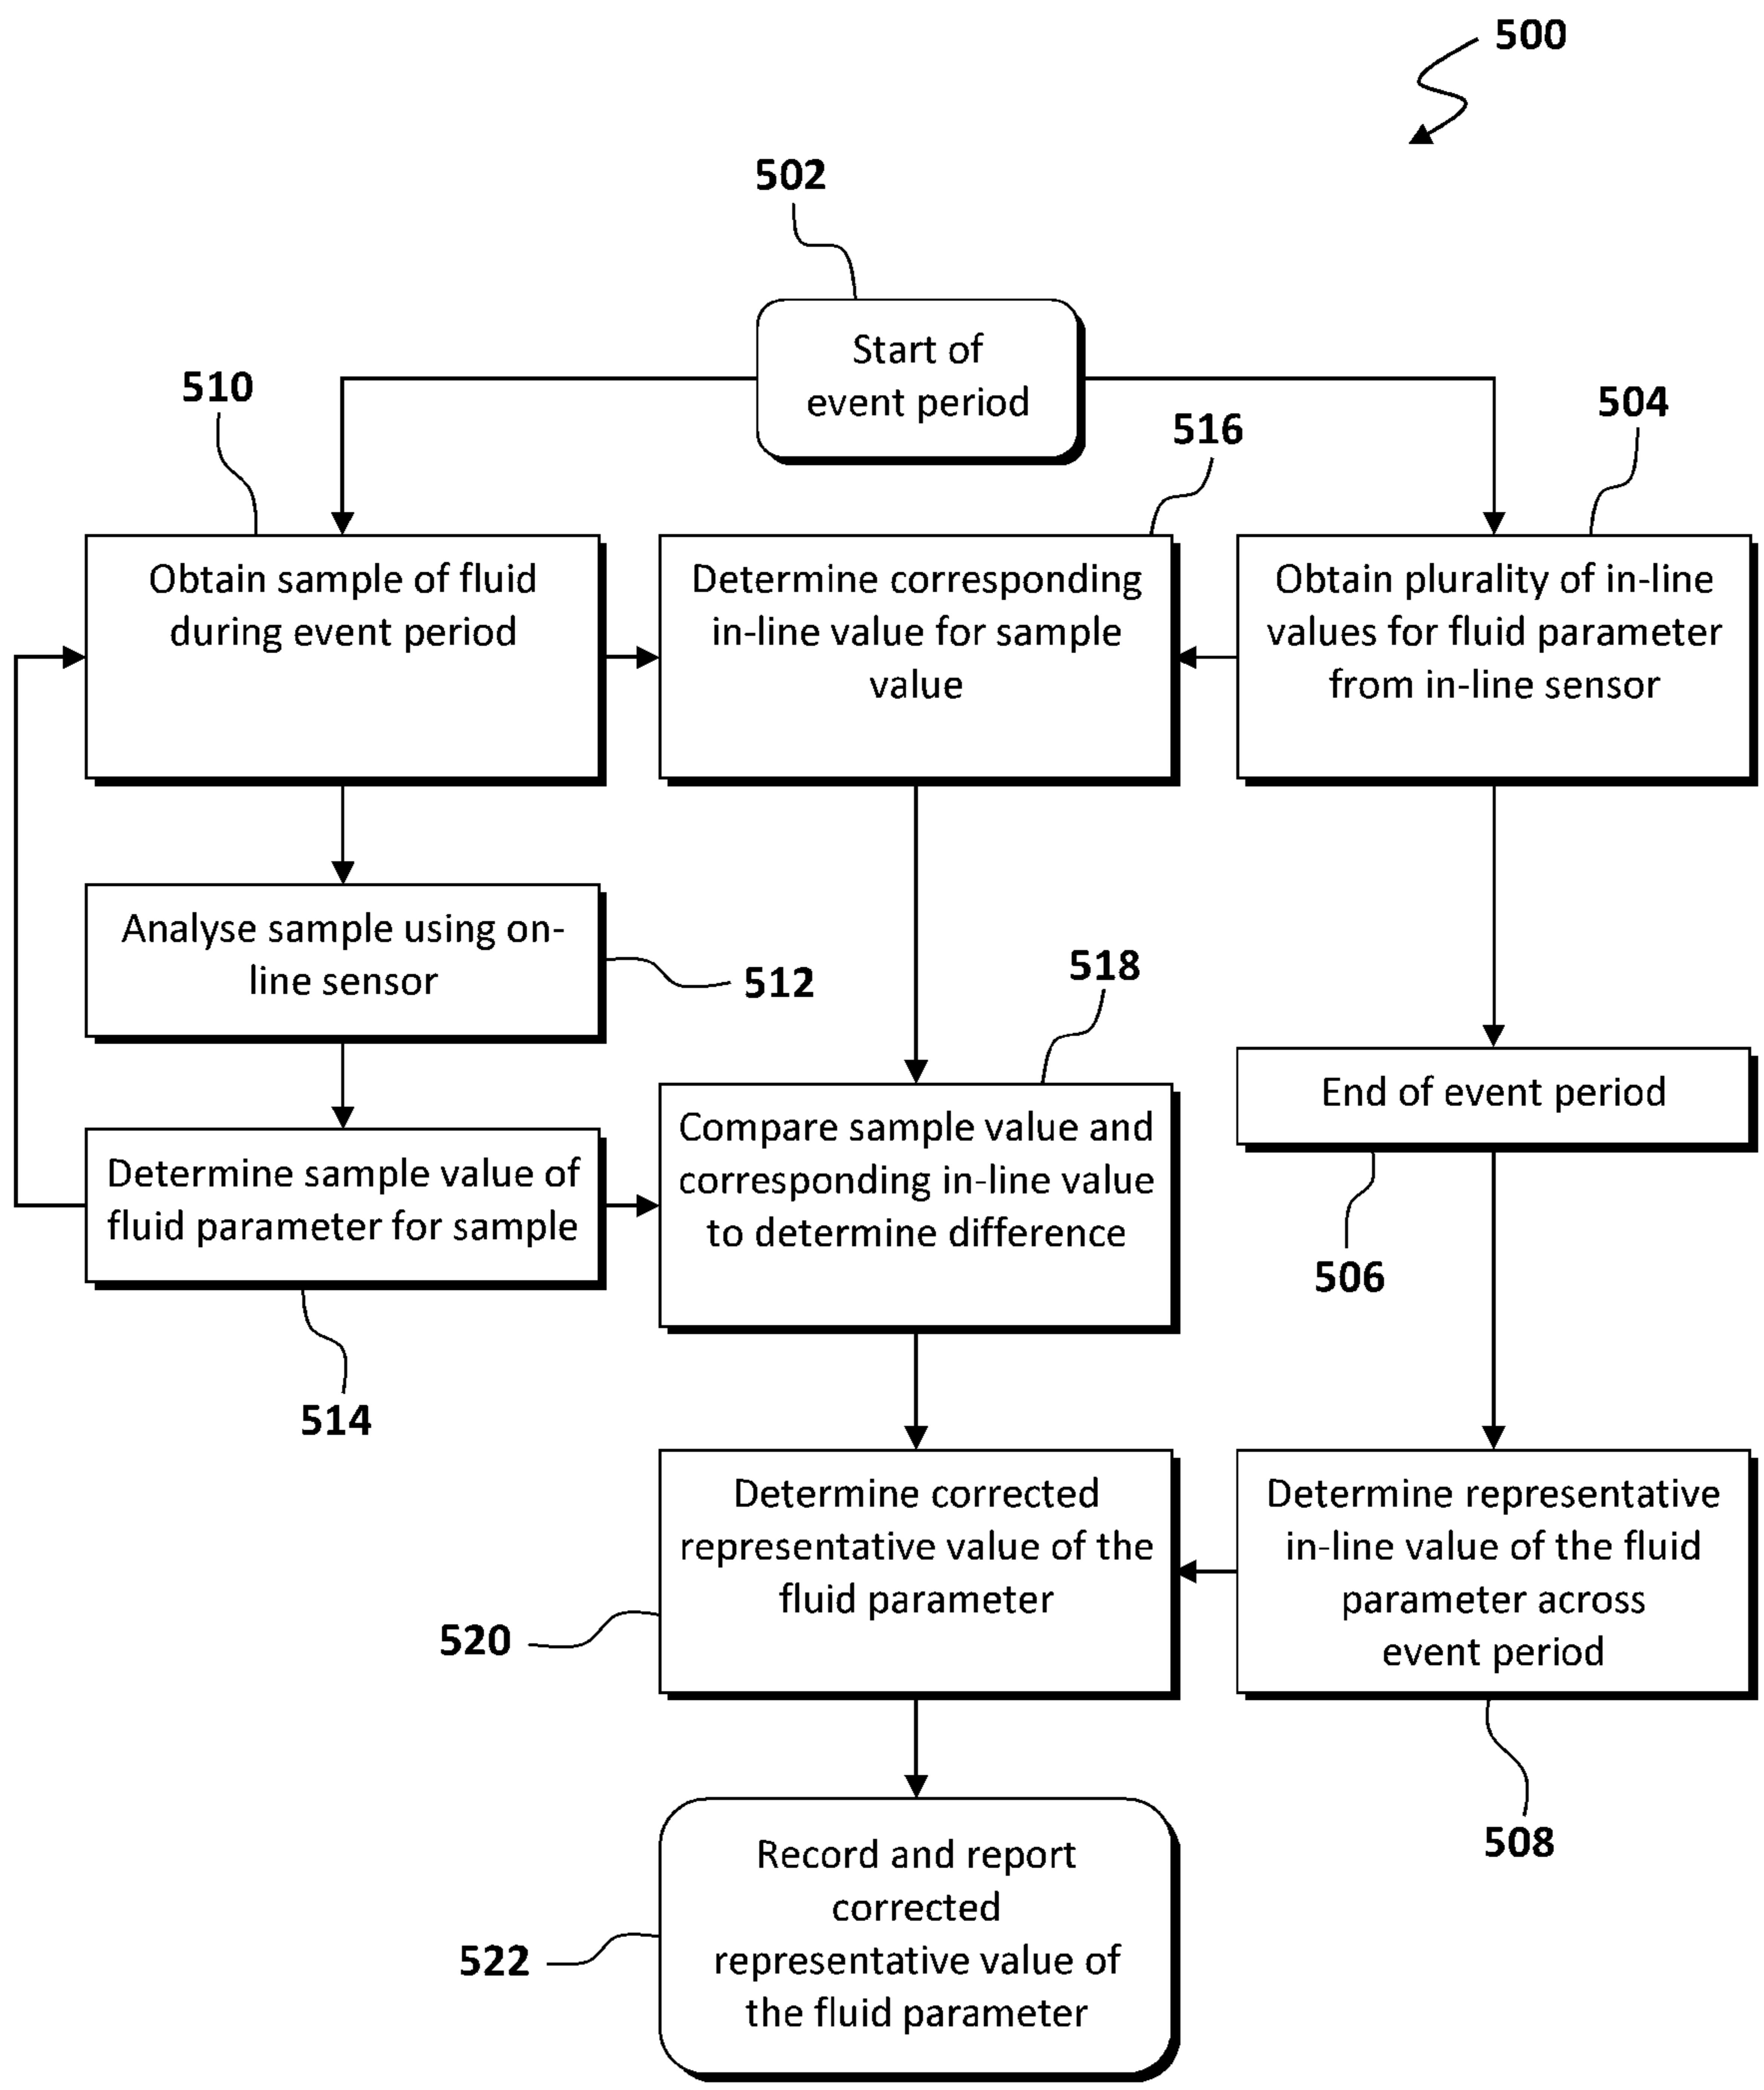 500
502
Start of
event period
510
516
504
Obtain sample of fluid
during event period
Determine corresponding
in-line value for sample
value
Obtain plurality of in-line
values for fluid parameter
from in-line sensor
Analyse sample using on-
line sensor
512
518
End of event period
506
Determine sample value of
fluid parameter for sample
514
Compare sample value and
corresponding in-line value
to determine difference
Determine corrected
representative value of the
fluid parameter
520
Determine representative
in-line value of the fluid
parameter across
event period
508
Record and report
corrected
representative value of
the fluid parameter
522